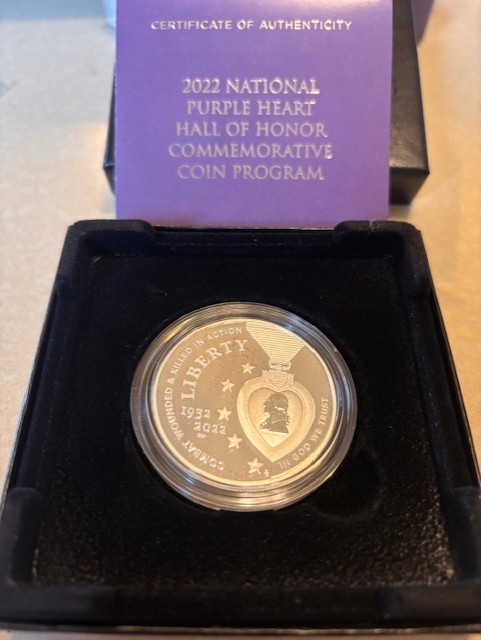 CERTIFICATE OF AUTHENTICITY
2022 NATIONAL
PURPLE HEART
HALL OF HONOR
COMMEMORATIVE
COIN PROGRAM
COMBAT WOUNDED & KILLED IN ACTION
LIBERTY
1932
2022
IN GOD WE TRUST